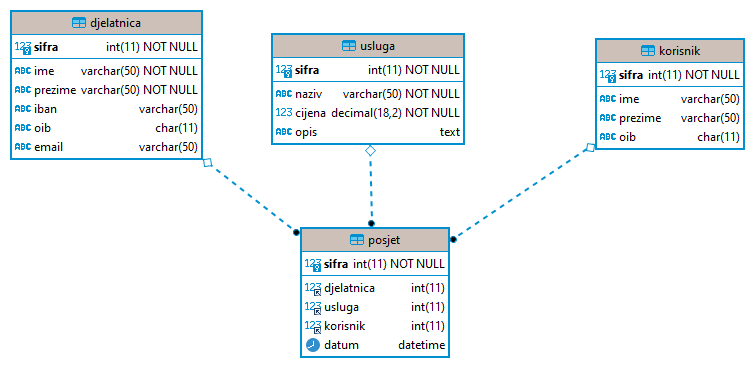 djelatnica
123 sifra int(11) NOT NULL
ABC ime varchar(50) NOT NULL
ABC prezime varchar(50) NOT NULL
ABC iban varchar(50)
ABC oib char(11)
ABC email varchar(50)
usluga
123 sifra int(11) NOT NULL
ABC naziv varchar(50) NOT NULL
123 cijena decimal(18,2) NOT NULL
ABC opis text
korisnik
123 sifra int(11) NOT NULL
ABC ime varchar(50)
ABC prezime varchar(50)
ABC oib char(11)
posjet
123 sifra int(11) NOT NULL
123 djelatnica int(11)
123 usluga int(11)
123 korisnik int(11)
datum datetime